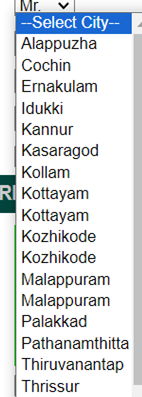 Mr.
--Select City--
Alappuzha
Cochin
Ernakulam
Idukki
Kannur
Kasaragod
Kollam
Kottayam
Kottayam
Kozhikode
Kozhikode
Malappuram
Malappuram
Palakkad
Pathanamthitta
Thiruvanantap
Thrissur